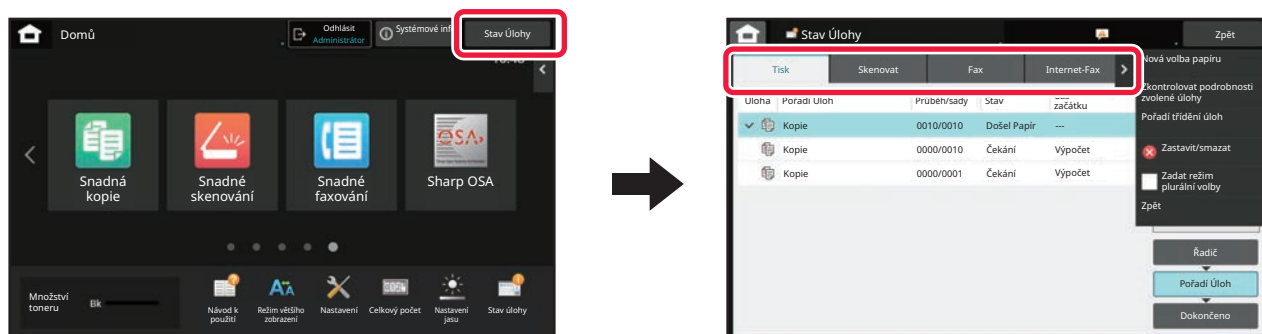 Domů
Odhlásit
Administrátor
Systémové inf
Stav Úlohy
Snadná
kopie
Snadné
skenování
Snadné
faxování
Sharp OSA
Množství
toneru
Bk
Návod k
použití
Režim většího
zobrazení
Nastavení
Celkový počet
Nastavení
jasu
Stav úlohy
Stav Úlohy
Zpět
Tisk
Skenovat
Fax
Internet-Fax
Nová volba papíru
Zkontrolovat podrobnosti
zvolené úlohy
Pořadí třídění úloh
Zastavit/smazat
Zadat režim
plurální volby
Zpět
Úloha Pořadí Úloh Průběh/sady Stav
začátku
Kopie 0010/0010 Došel Papír ---
Kopie 0000/0010 Čekání Výpočet
Kopie 0000/0001 Čekání Výpočet
Řadič
Pořadí Úloh
Dokončeno